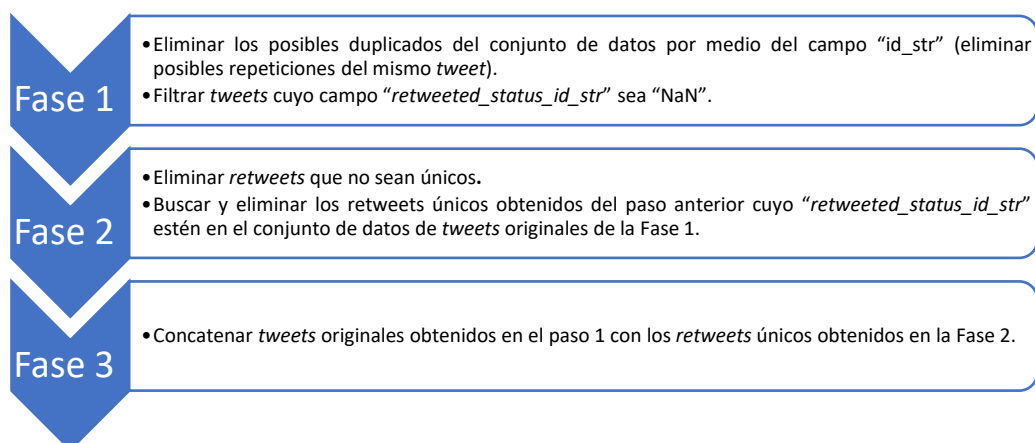 Fase 1
•Eliminar los posibles duplicados del conjunto de datos por medio del campo “id_str” (eliminar
posibles repeticiones del mismo tweet).
•Filtrar tweets cuyo campo “retweeted_status_id_str” sea “NaN”.
Fase 2
•Eliminar retweets que no sean únicos.
•Buscar y eliminar los retweets únicos obtenidos del paso anterior cuyo “retweeted_status_id_str”
estén en el conjunto de datos de tweets originales de la Fase 1.
Fase 3
•Concatenar tweets originales obtenidos en el paso 1 con los retweets únicos obtenidos en la Fase 2.